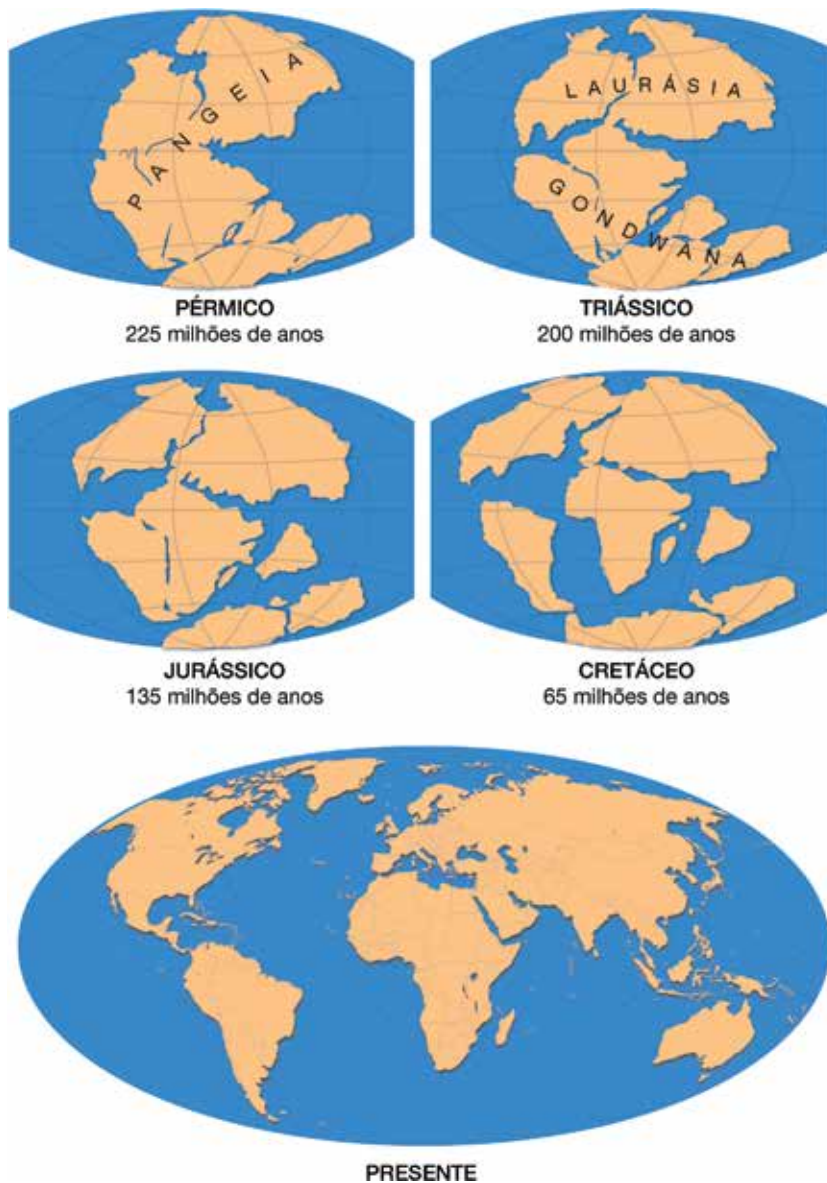 PANGEIA
LAURÁSIA
GONDWANA
PÉRMICO
225 milhões de anos
TRIÁSSICO
200 milhões de anos
JURÁSSICO
135 milhões de anos
CRETÁCEO
65 milhões de anos
PRESENTE